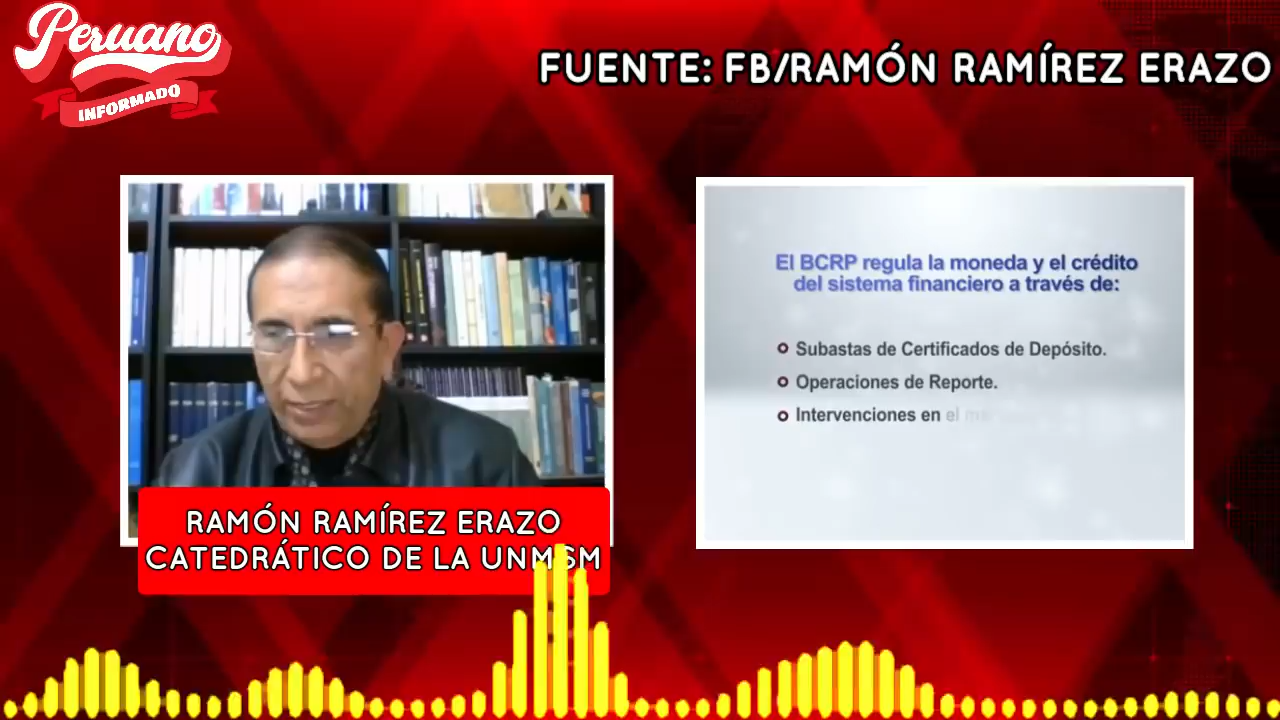 Peruano
INFORMADO
FUENTE: FB/RAMÓN RAMÍREZ ERAZO
El BCRP regula la moneda y el crédito
del sistema financiero a través de:
Subastas de Certificados de Depósito.
Operaciones de Reporte.
Intervenciones en el
RAMÓN RAMÍREZ ERAZO
CATEDRÁTICO DE LA UNMSM